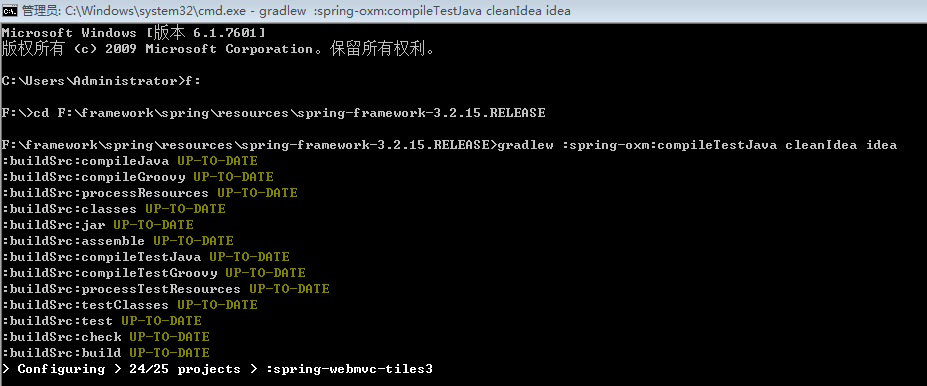 管理员: C:\Windows\system32\cmd.exe - gradlew  :spring-oxm:compileTestJava cleanIdea idea
Microsoft Windows [版本 6.1.7601]
版权所有 (c) 2009 Microsoft Corporation。保留所有权利。
C:\Users\Administrator>f:
F:\>cd F:\framework\spring\resources\spring-framework-3.2.15.RELEASE
F:\framework\spring\resources\spring-framework-3.2.15.RELEASE>gradlew :spring-oxm:compileTestJava cleanIdea idea
:buildSrc:compileJava UP-TO-DATE
:buildSrc:compileGroovy UP-TO-DATE
:buildSrc:processResources UP-TO-DATE
:buildSrc:classes UP-TO-DATE
:buildSrc:jar UP-TO-DATE
:buildSrc:assemble UP-TO-DATE
:buildSrc:compileTestJava UP-TO-DATE
:buildSrc:compileTestGroovy UP-TO-DATE
:buildSrc:processTestResources UP-TO-DATE
:buildSrc:testClasses UP-TO-DATE
:buildSrc:test UP-TO-DATE
:buildSrc:check UP-TO-DATE
:buildSrc:build UP-TO-DATE
> Configuring > 24/25 projects > :spring-webmvc-tiles3